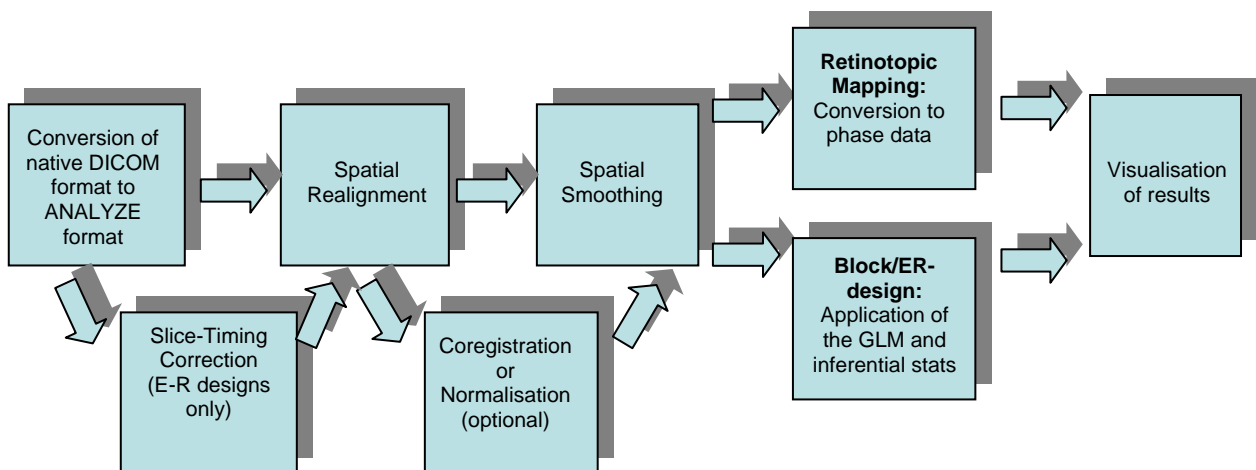 Conversion of
native DICOM
format to
ANALYZE
format
Slice-Timing
Correction
(E-R designs
only)
Spatial
Realignment
Coregistration
or
Normalisation
(optional)
Spatial
Smoothing
Retinotopic
Mapping:
Conversion to
phase data
Block/ER-
design:
Application of
the GLM and
inferential stats
Visualisation
of results